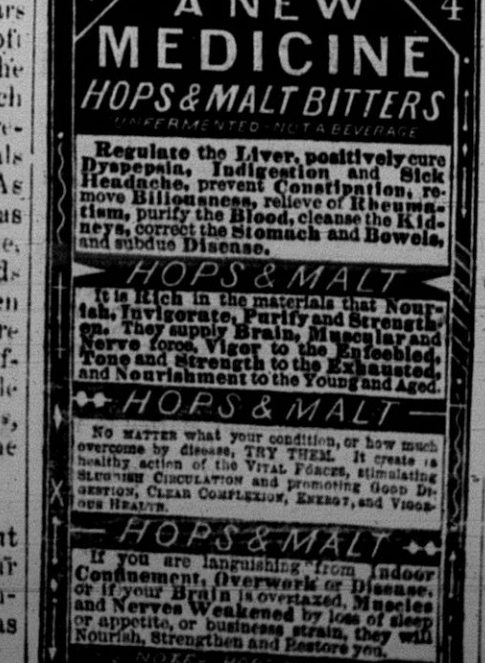 A NEW
4
MEDICINE
HOPS & MALT BITTERS
UNFERMENTED-NOT A BEVERAGE
Regulate the Liver, positively cure
Dyspepsia, Indigestion and Sick
Headache, prevent Constipation, re-
move Biliousness, relieve of Rheuma-
tism, purify the Blood, cleanse the Kid-
neys, correct the Stomach and Bowels,
and subdue Disease.
HOPS & MALT
It is Rich in the materials that Nour-
ish, Invigorate, Purify and Strength-
en. They supply Brain, Muscular and
Nerve force, Vigor to the Enfeebled,
Tone and Strength to the Exhausted,
and Nourishment to the Young and Aged.
HOPS & MALT
No MATTER what your condition, or how much
overcome by disease, TRY THEM. It creates a
healthy action of the VITAL FORCES, stimulating
SLUGGISH CIRCULATION and promoting GOOD DI-
GESTION, CLEAR COMPLEXION, ENERGY, and VIGOR-
OUS HEALTH.
HOPS & MALT
If you are languishing from Indoor
Confinement, Overwork or Disease,
or if your Brain is overtaxed, Muscles
and Nerves Weakened by loss of sleep
or appetite, or business strain, they will
Nourish, Strengthen and Restore you.